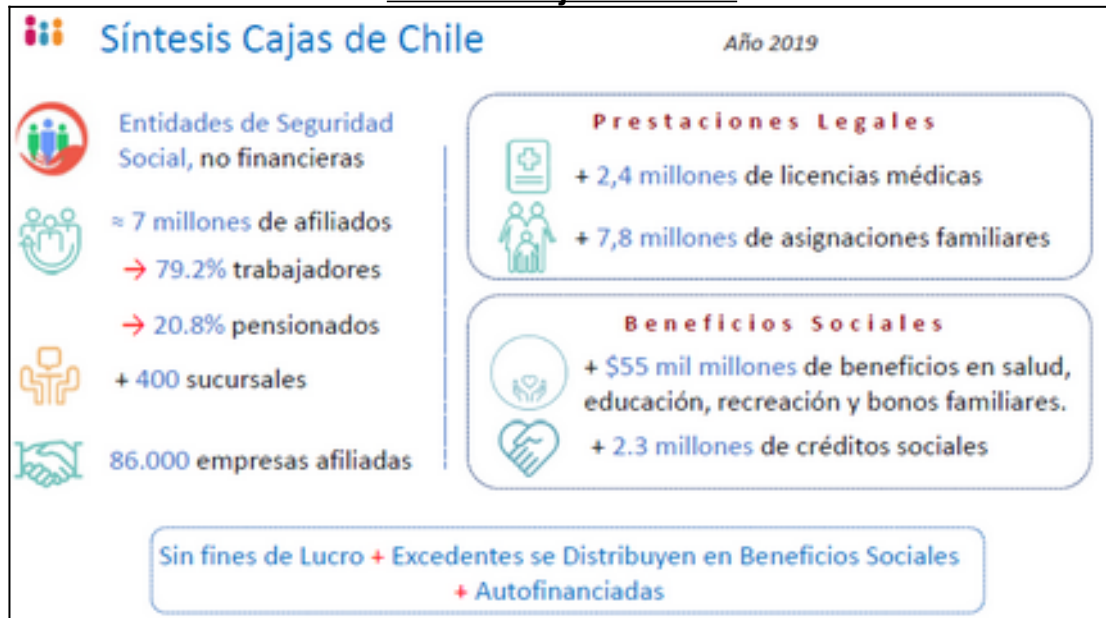 Síntesis Cajas de Chile
Año 2019
Entidades de Seguridad
Social, no financieras
≈ 7 millones de afiliados
→ 79.2% trabajadores
→ 20.8% pensionados
+ 400 sucursales
86.000 empresas afiliadas
Prestaciones Legales
+ 2,4 millones de licencias médicas
+ 7,8 millones de asignaciones familiares
Beneficios Sociales
+ $55 mil millones de beneficios en salud,
educación, recreación y bonos familiares.
+ 2.3 millones de créditos sociales
Sin fines de Lucro + Excedentes se Distribuyen en Beneficios Sociales
+ Autofinanciadas